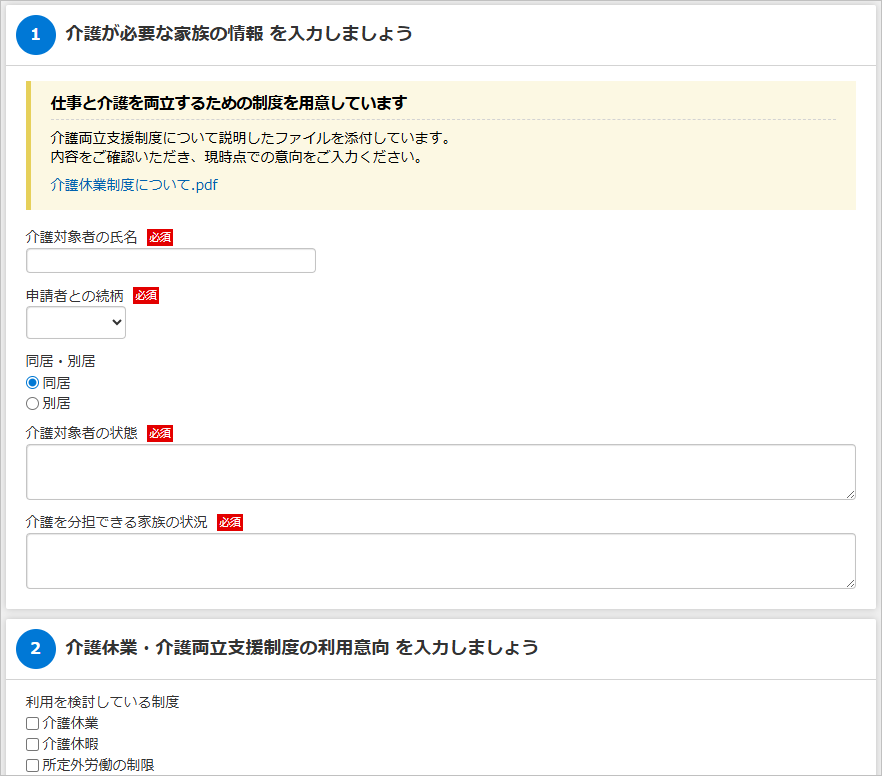 1 介護が必要な家族の情報 を入力しましょう
仕事と介護を両立するための制度を用意しています
介護両立支援制度について説明したファイルを添付しています。
内容をご確認いただき、現時点での意向をご入力ください。
介護休業制度について.pdf
介護対象者の氏名 必須
申請者との続柄 必須
同居・別居
同居
別居
介護対象者の状態 必須
介護を分担できる家族の状況 必須
2 介護休業・介護両立支援制度の利用意向 を入力しましょう
利用を検討している制度
介護休業
介護休暇
所定外労働の制限